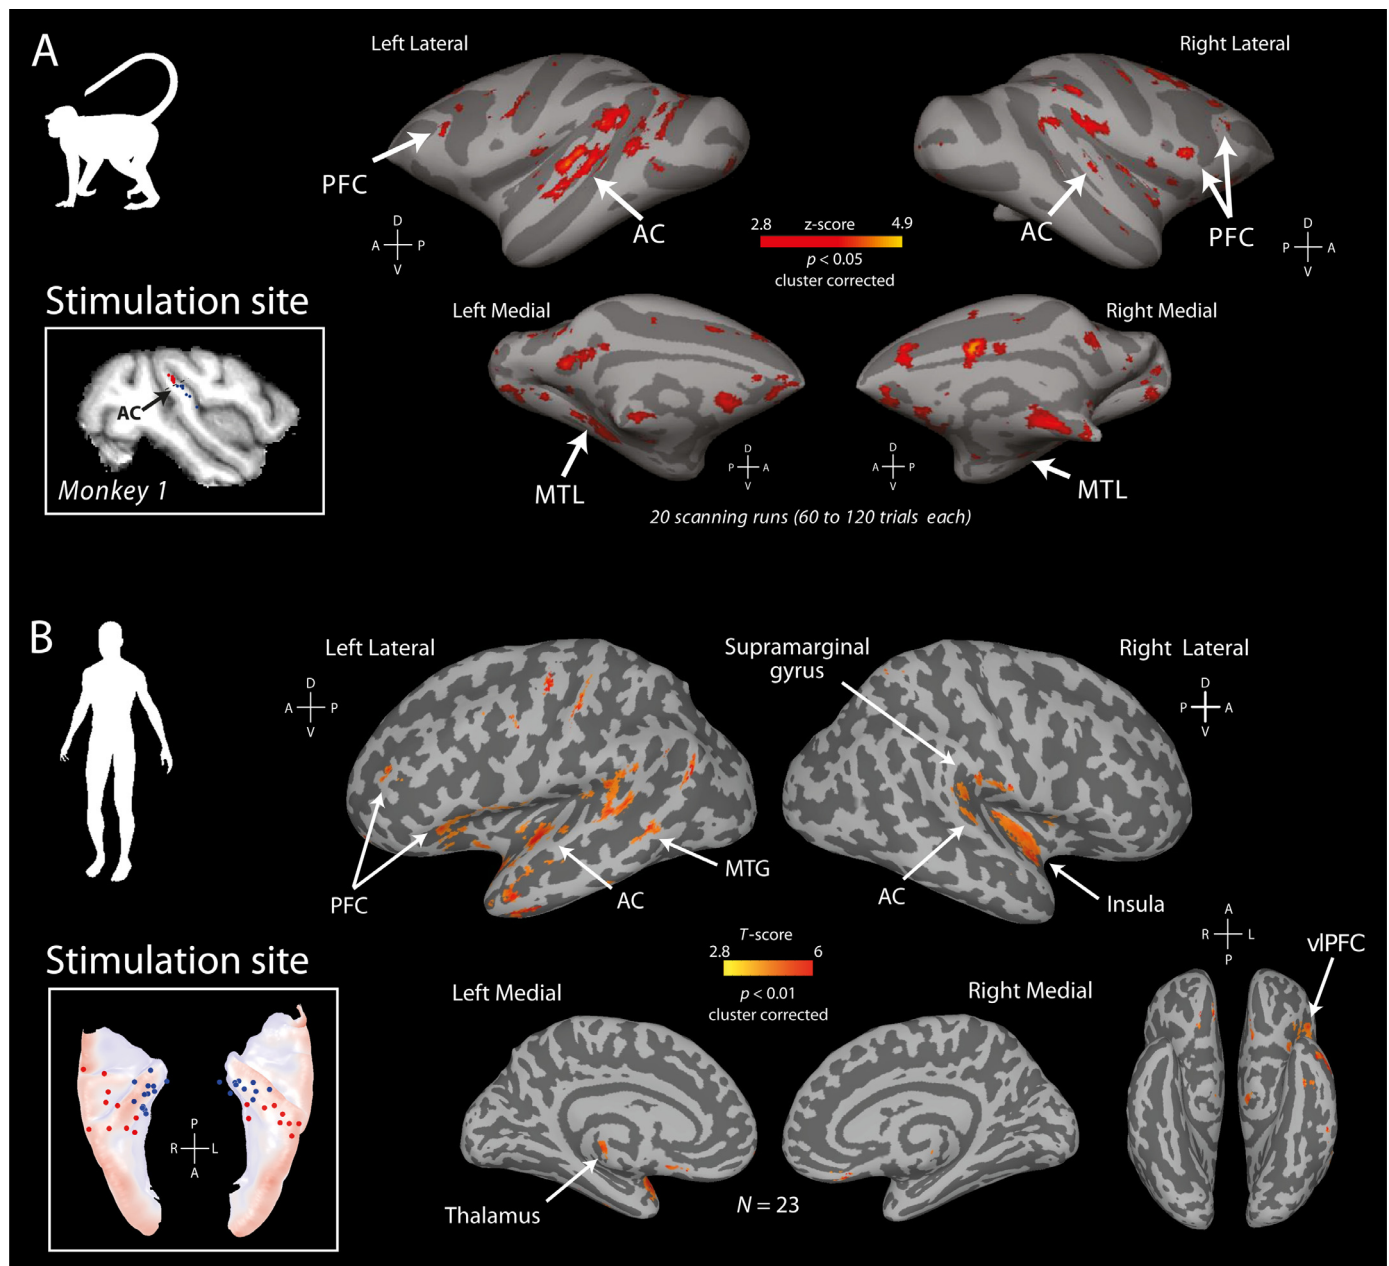 A
Left Lateral
Right Lateral
PFC
AC
D
A P
V
2.8 z-score 4.9
p < 0.05
cluster corrected
AC
PFC
D
P A
V
Stimulation site
AC
Monkey 1
Left Medial
Right Medial
MTL
D
P A
V
D
A P
V
MTL
20 scanning runs (60 to 120 trials each)
B
Left Lateral
Supramarginal
gyrus
Right Lateral
D
A P
V
D
P A
V
PFC
AC
MTG
AC
Insula
Stimulation site
T-score
2.8 6
p < 0.01
cluster corrected
A
R L
P
vlPFC
Left Medial
Right Medial
P
R L
A
Thalamus
N = 23